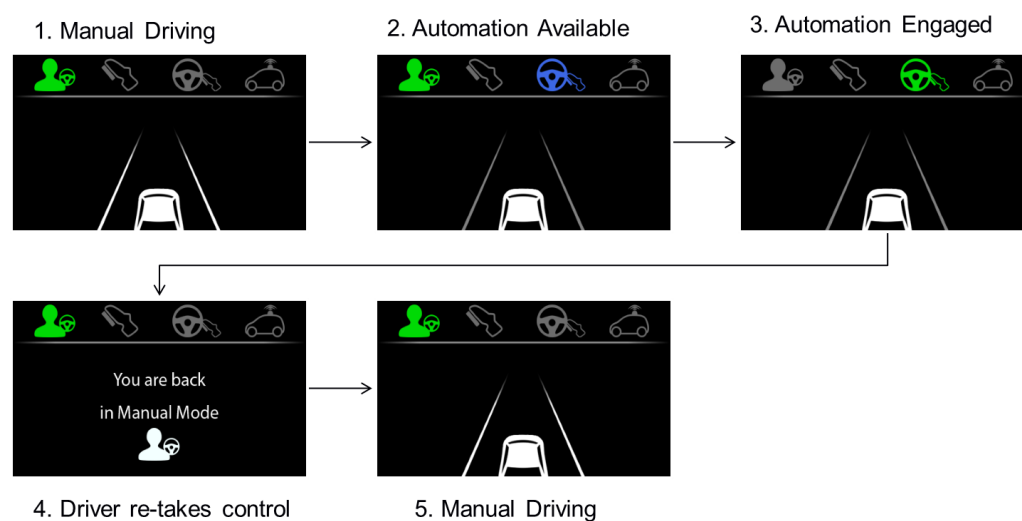 1. Manual Driving
2. Automation Available
3. Automation Engaged
You are back
in Manual Mode
4. Driver re-takes control
5. Manual Driving